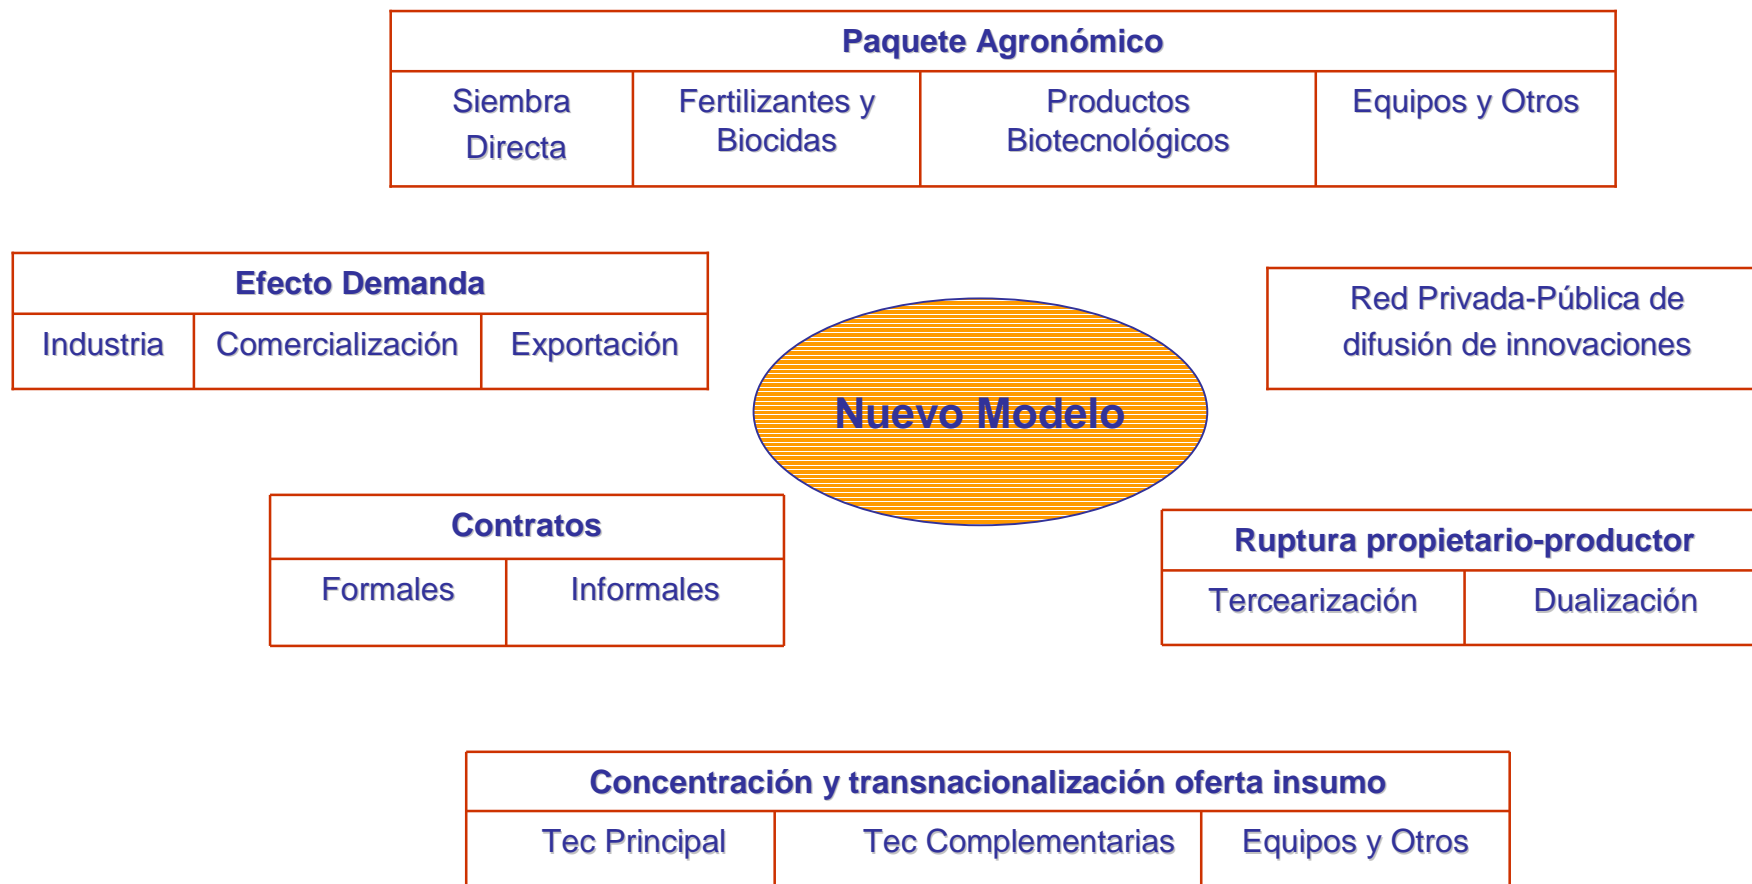 Paquete Agronómico
Siembra
Directa
Fertilizantes y
Biocidas
Productos
Biotecnológicos
Equipos y Otros
Efecto Demanda
Industria
Comercialización
Exportación
Red Privada-Pública de
difusión de innovaciones
Nuevo Modelo
Contratos
Formales
Informales
Ruptura propietario-productor
Tercearización
Dualización
Concentración y transnacionalización oferta insumo
Tec Principal
Tec Complementarias
Equipos y Otros